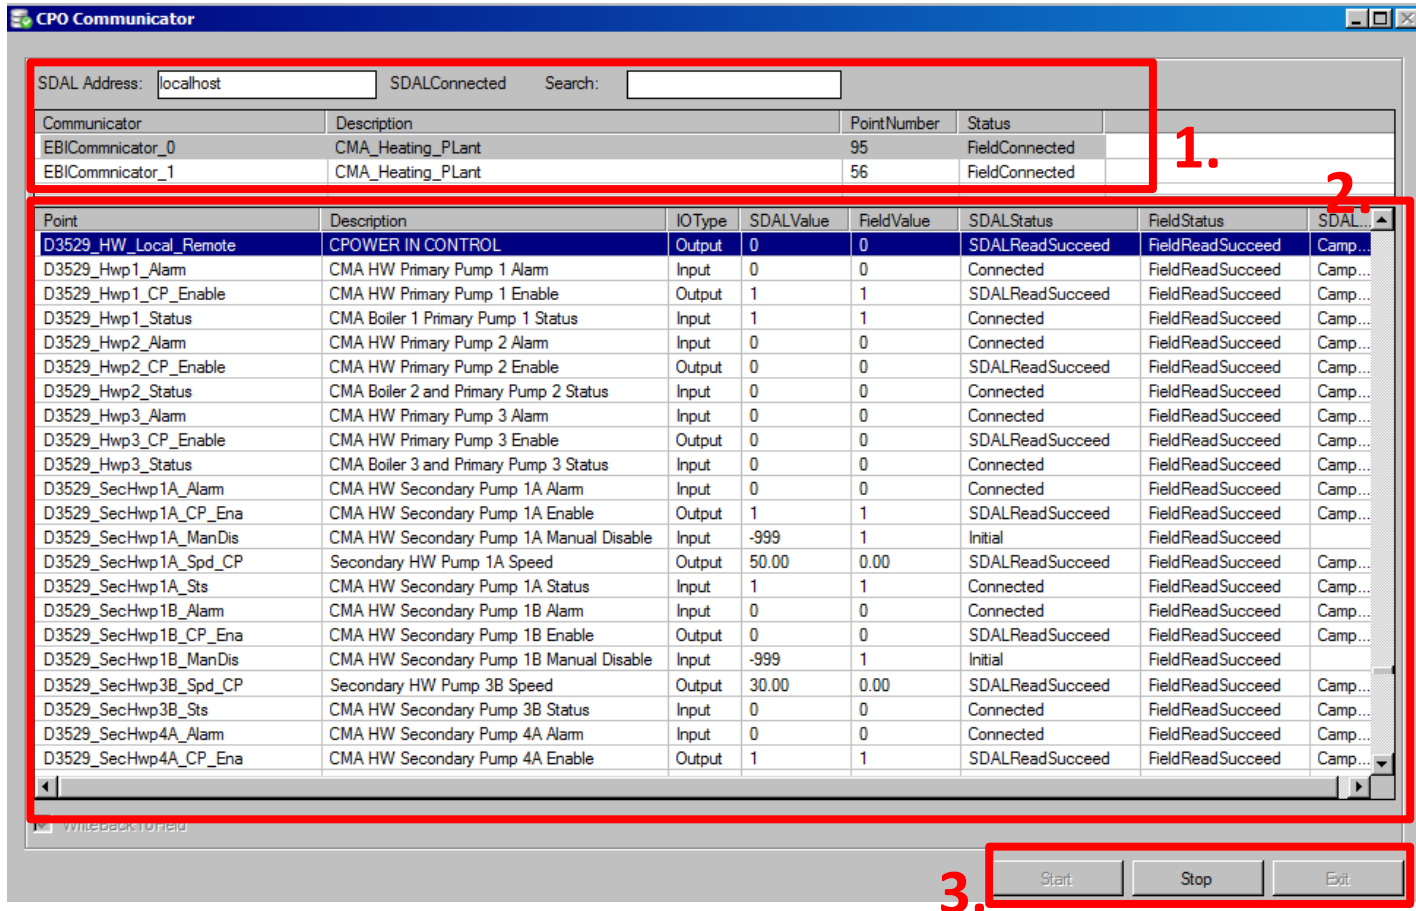 CPO Communicator
SDAL Address: localhost SDALConnected Search:
Communicator Description PointNumber Status
EBICommnicator_0 CMA_Heating_PLant 95 FieldConnected
EBICommnicator_1 CMA_Heating_PLant 56 FieldConnected
1.
2.
Point Description IOType SDALValue FieldValue SDALStatus FieldStatus SDAL...
D3529_HW_Local_Remote CPOWER IN CONTROL Output 0 0 SDALReadSucceed FieldReadSucceed Camp...
D3529_Hwp1_Alarm CMA HW Primary Pump 1 Alarm Input 0 0 Connected FieldReadSucceed Camp...
D3529_Hwp1_CP_Enable CMA HW Primary Pump 1 Enable Output 1 1 SDALReadSucceed FieldReadSucceed Camp...
D3529_Hwp1_Status CMA Boiler 1 Primary Pump 1 Status Input 1 1 Connected FieldReadSucceed Camp...
D3529_Hwp2_Alarm CMA HW Primary Pump 2 Alarm Input 0 0 Connected FieldReadSucceed Camp...
D3529_Hwp2_CP_Enable CMA HW Primary Pump 2 Enable Output 0 0 SDALReadSucceed FieldReadSucceed Camp...
D3529_Hwp2_Status CMA Boiler 2 and Primary Pump 2 Status Input 0 0 Connected FieldReadSucceed Camp...
D3529_Hwp3_Alarm CMA HW Primary Pump 3 Alarm Input 0 0 Connected FieldReadSucceed Camp...
D3529_Hwp3_CP_Enable CMA HW Primary Pump 3 Enable Output 0 0 SDALReadSucceed FieldReadSucceed Camp...
D3529_Hwp3_Status CMA Boiler 3 and Primary Pump 3 Status Input 0 0 Connected FieldReadSucceed Camp...
D3529_SecHwp1A_Alarm CMA HW Secondary Pump 1A Alarm Input 0 0 Connected FieldReadSucceed Camp...
D3529_SecHwp1A_CP_Ena CMA HW Secondary Pump 1A Enable Output 1 1 SDALReadSucceed FieldReadSucceed Camp...
D3529_SecHwp1A_ManDis CMA HW Secondary Pump 1A Manual Disable Input -999 1 Initial FieldReadSucceed
D3529_SecHwp1A_Spd_CP Secondary HW Pump 1A Speed Output 50.00 0.00 SDALReadSucceed FieldReadSucceed Camp...
D3529_SecHwp1A_Sts CMA HW Secondary Pump 1A Status Input 1 1 Connected FieldReadSucceed Camp...
D3529_SecHwp1B_Alarm CMA HW Secondary Pump 1B Alarm Input 0 0 Connected FieldReadSucceed Camp...
D3529_SecHwp1B_CP_Ena CMA HW Secondary Pump 1B Enable Output 0 0 SDALReadSucceed FieldReadSucceed Camp...
D3529_SecHwp1B_ManDis CMA HW Secondary Pump 1B Manual Disable Input -999 1 Initial FieldReadSucceed
D3529_SecHwp3B_Spd_CP Secondary HW Pump 3B Speed Output 30.00 0.00 SDALReadSucceed FieldReadSucceed Camp...
D3529_SecHwp3B_Sts CMA HW Secondary Pump 3B Status Input 0 0 Connected FieldReadSucceed Camp...
D3529_SecHwp4A_Alarm CMA HW Secondary Pump 4A Alarm Input 0 0 Connected FieldReadSucceed Camp...
D3529_SecHwp4A_CP_Ena CMA HW Secondary Pump 4A Enable Output 1 1 SDALReadSucceed FieldReadSucceed Camp...
WriteBackToField
3.
Start Stop Exit